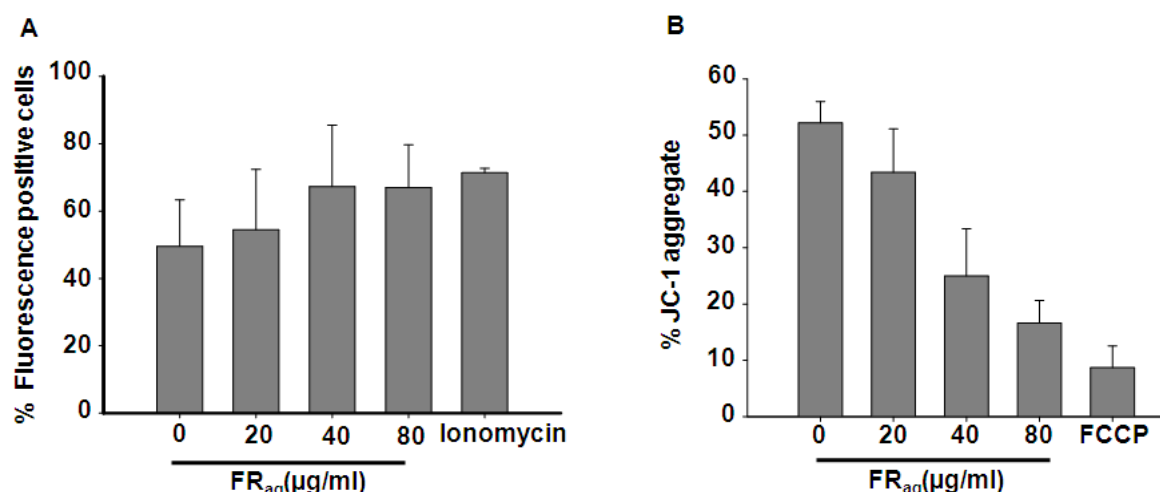 A
% Fluorescence positive cells
100
80
60
40
20
0
0 20 40 80 Ionomycin
FRaq(µg/ml)
B
% JC-1 aggregate
60
50
40
30
20
10
0
0 20 40 80 FCCP
FRaq(µg/ml)